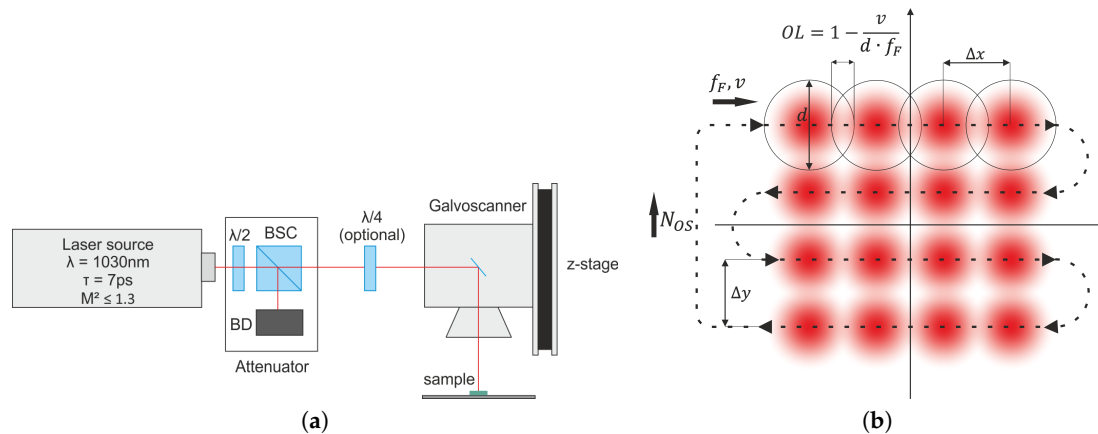 Laser source
λ = 1030nm
τ = 7ps
M² ≤ 1.3
λ/2
BSC
BD
Attenuator
λ/4
(optional)
Galvoscanner
z-stage
sample
(a)
OL = 1 − v / (d · f_F)
Δx
f_F, v
d
N_OS
Δy
(b)